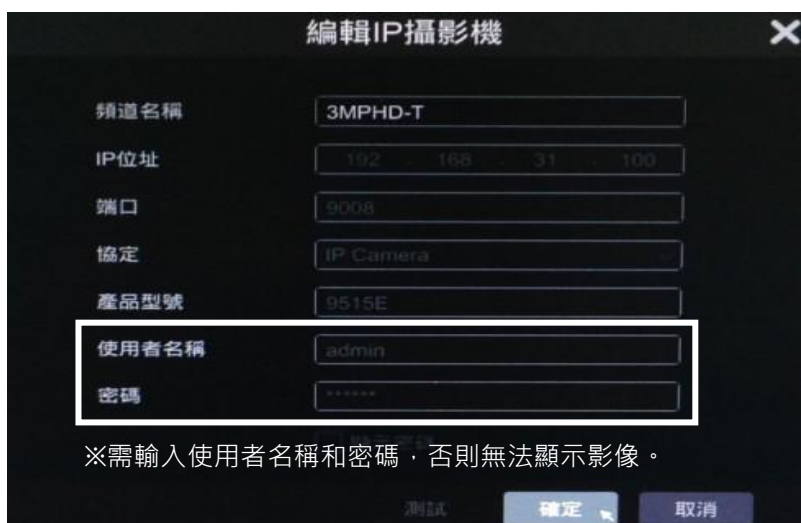 編輯IP攝影機
頻道名稱 3MPHD-T
IP位址 192 . 168 . 31 . 100
端口 9008
協定 IP Camera
產品型號 9515E
使用者名稱 admin
密碼 ••••••
※需輸入使用者名稱和密碼，否則無法顯示影像。
測試 確定 取消